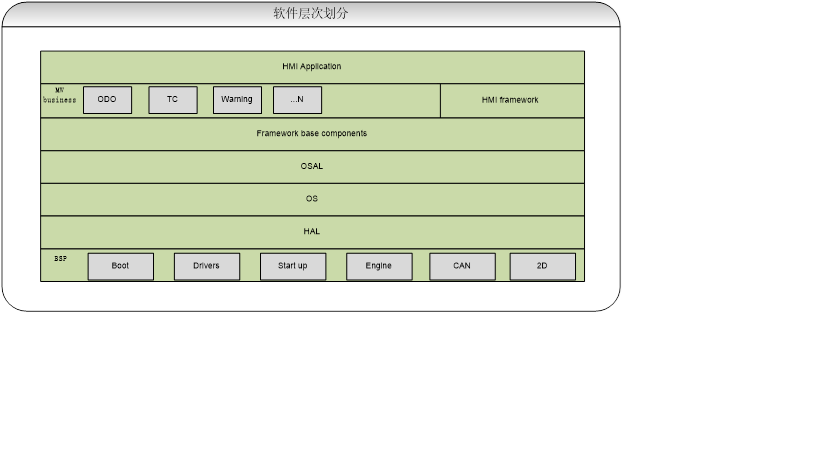 软件层次划分
HMI Application
MW
business
ODO
TC
Warning
...N
HMI framework
Framework base components
OSAL
OS
HAL
BSP
Boot
Drivers
Start up
Engine
CAN
2D